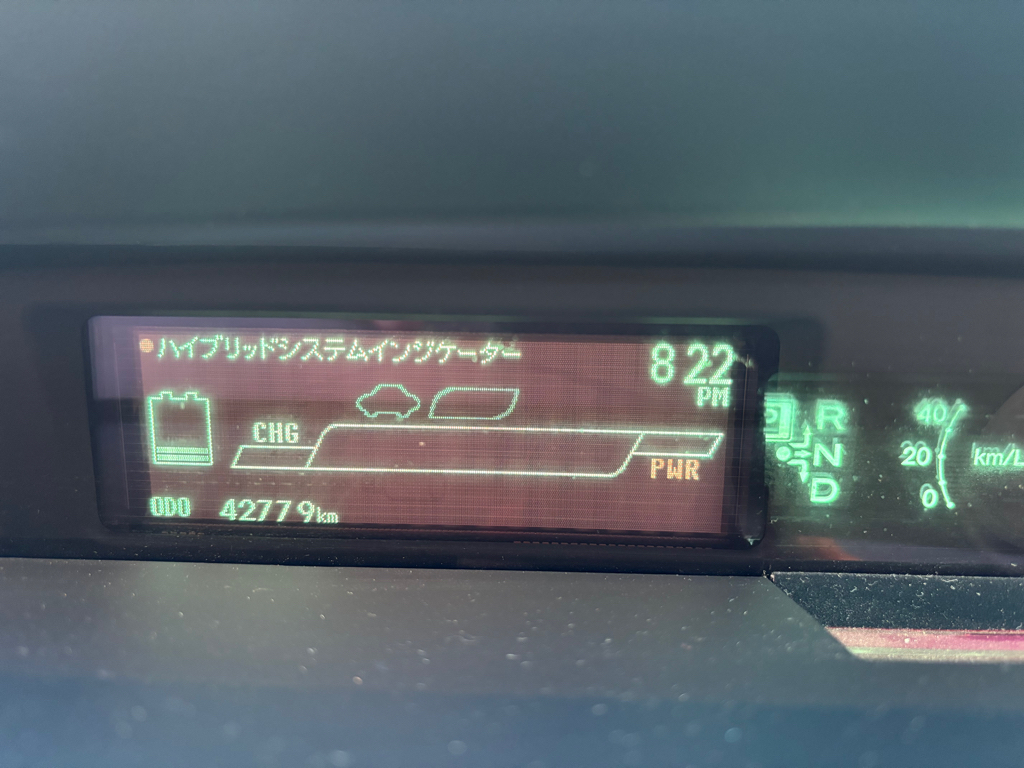 ハイブリッドシステムインジケーター
8:22
PM
CHG
PWR
ODO 42779km
P
R
N
D
40
20
0
km/L